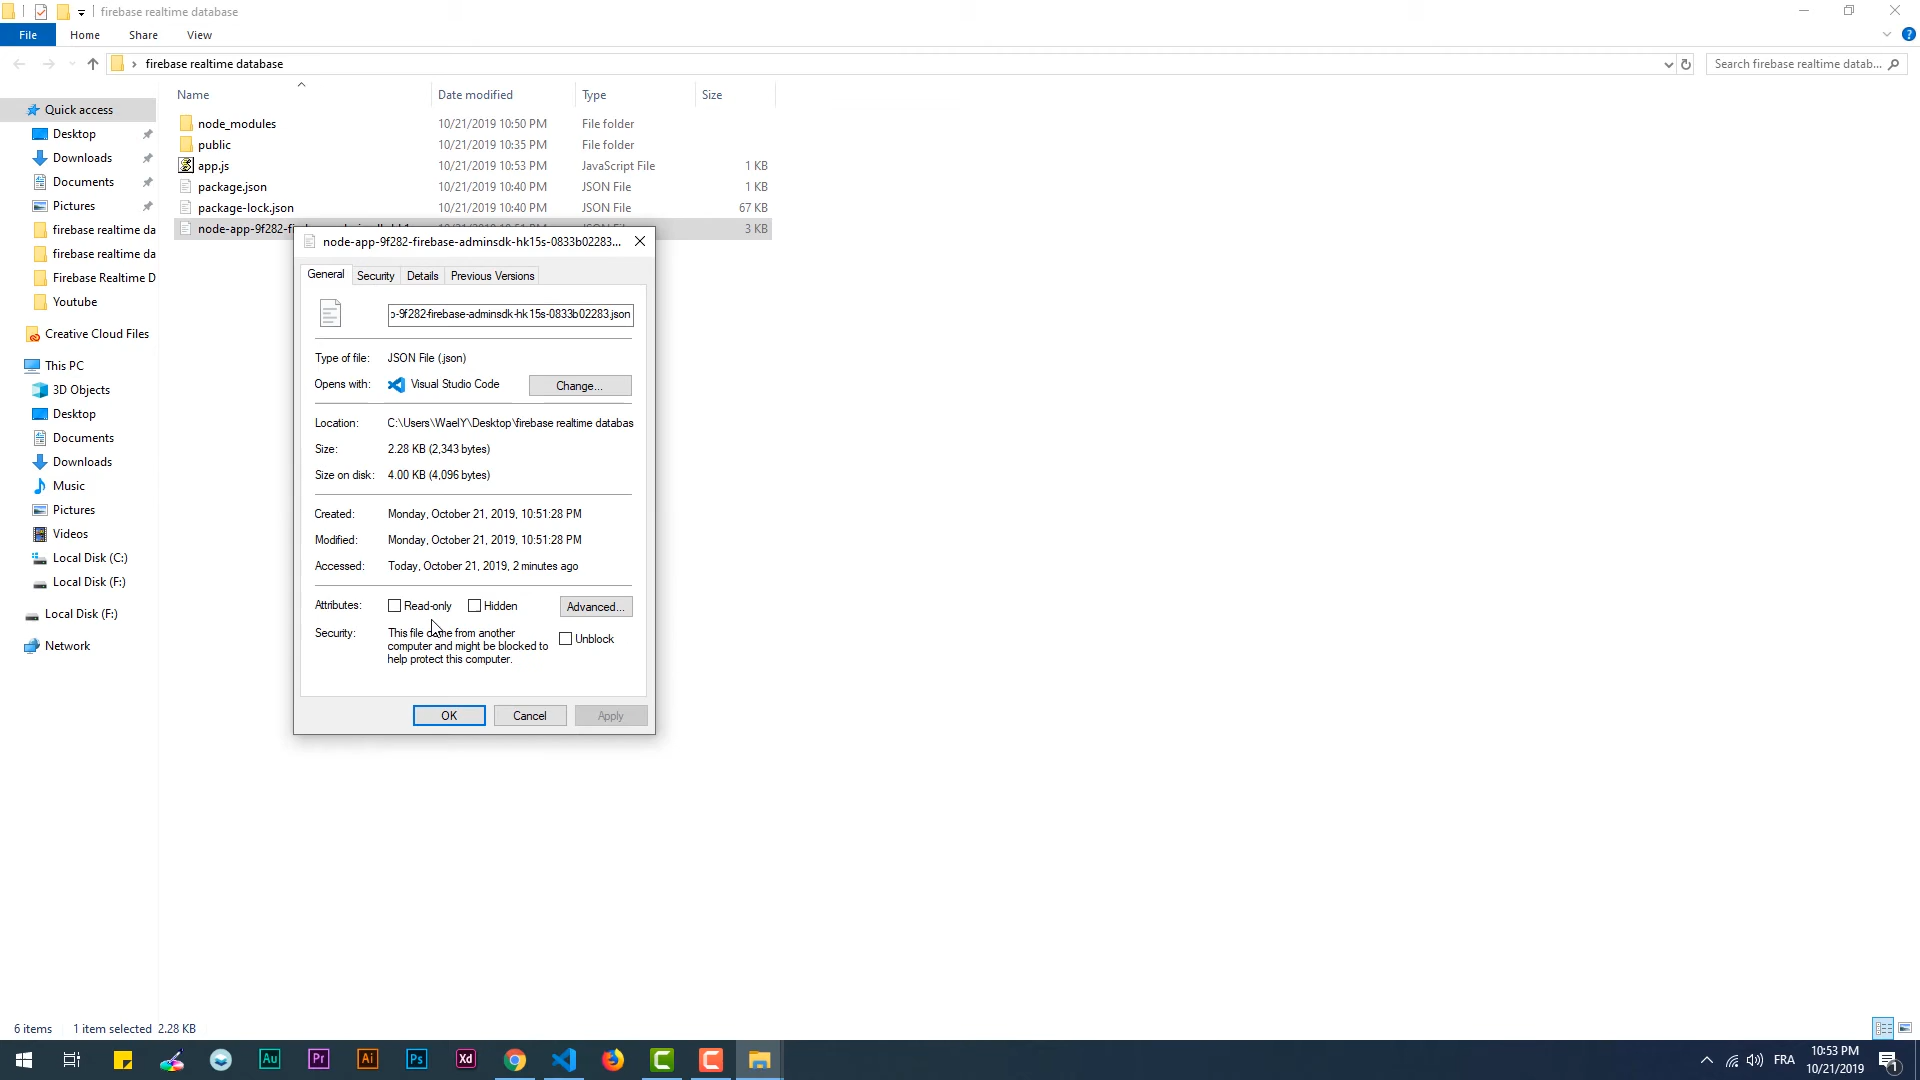 firebase realtime database
File Home Share View
firebase realtime database
Search firebase realtime datab...
Name Date modified Type Size
Quick access
Desktop
Downloads
Documents
Pictures
firebase realtime da
firebase realtime da
Firebase Realtime D
Youtube
Creative Cloud Files
This PC
3D Objects
Desktop
Documents
Downloads
Music
Pictures
Videos
Local Disk (C:)
Local Disk (F:)
Local Disk (F:)
Network
node_modules 10/21/2019 10:50 PM File folder
public 10/21/2019 10:35 PM File folder
app.js 10/21/2019 10:53 PM JavaScript File 1 KB
package.json 10/21/2019 10:40 PM JSON File 1 KB
package-lock.json 10/21/2019 10:40 PM JSON File 67 KB
node-app-9f282-fi 3 KB
node-app-9f282-firebase-adminsdk-hk15s-0833b02283...
General Security Details Previous Versions
-9f282-firebase-adminsdk-hk15s-0833b02283.json
Type of file: JSON File (.json)
Opens with: Visual Studio Code Change...
Location: C:\Users\WaelY\Desktop\firebase realtime databas
Size: 2.28 KB (2,343 bytes)
Size on disk: 4.00 KB (4,096 bytes)
Created: Monday, October 21, 2019, 10:51:28 PM
Modified: Monday, October 21, 2019, 10:51:28 PM
Accessed: Today, October 21, 2019, 2 minutes ago
Attributes: Read-only Hidden Advanced...
Security: This file came from another
computer and might be blocked to
help protect this computer.
Unblock
OK Cancel Apply
6 items 1 item selected 2.28 KB
Au Pr Ai Ps Xd
FRA
10:53 PM
10/21/2019
1